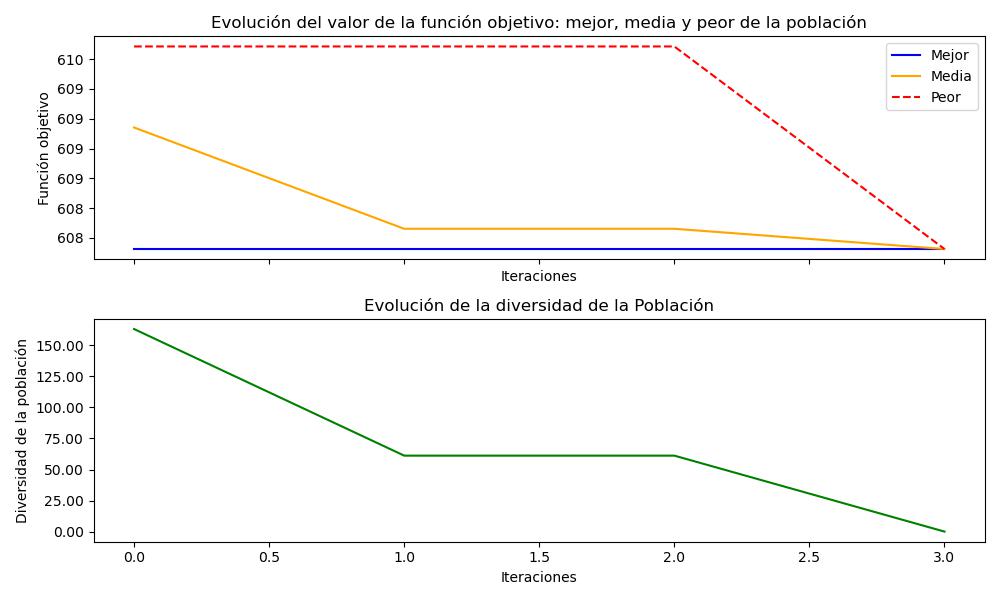 Evolución del valor de la función objetivo: mejor, media y peor de la población
Función objetivo
610
609
609
609
609
608
608
Mejor
Media
Peor
Iteraciones
Evolución de la diversidad de la Población
Diversidad de la población
150.00
125.00
100.00
75.00
50.00
25.00
0.00
0.0 0.5 1.0 1.5 2.0 2.5 3.0
Iteraciones